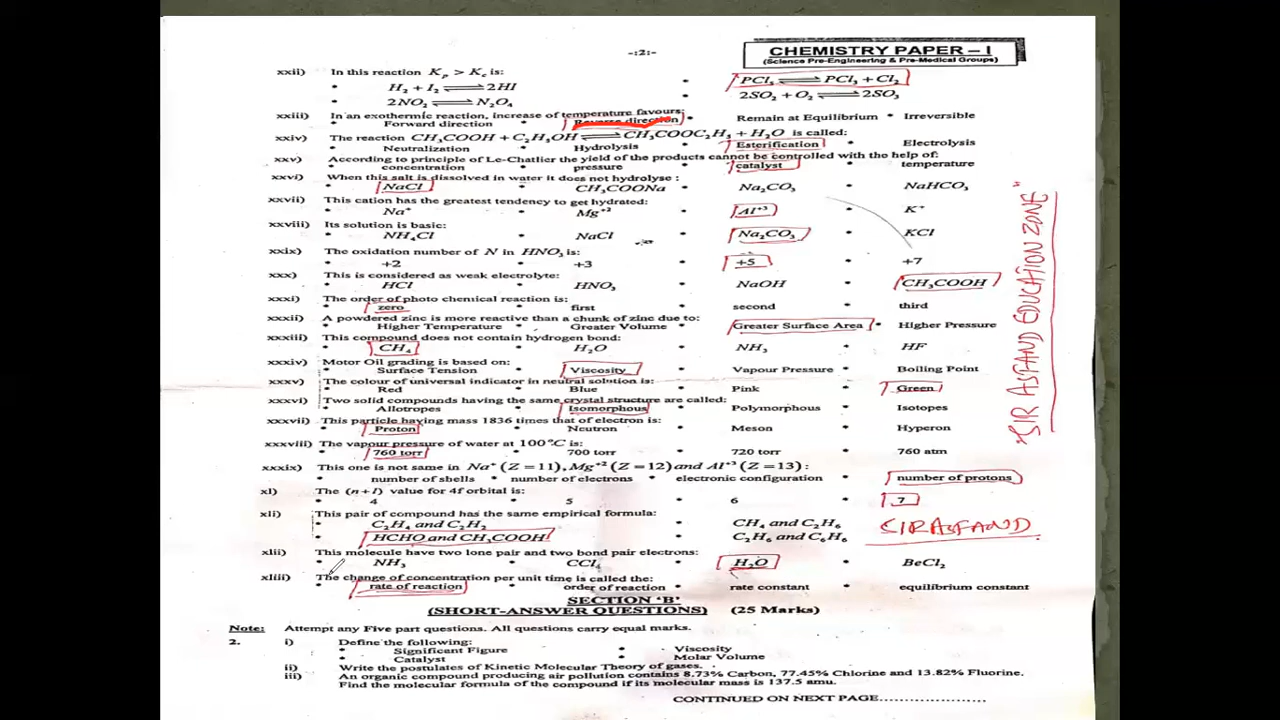 -:2:-
CHEMISTRY PAPER – I
(Science Pre-Engineering & Pre-Medical Groups)
xxii) In this reaction Kp > Kc is:
• H₂ + I₂ ⇌ 2HI • PCl₅ ⇌ PCl₃ + Cl₂
• 2NO₂ ⇌ N₂O₄ • 2SO₂ + O₂ ⇌ 2SO₃
xxiii) In an exothermic reaction, increase of temperature favours:
• Forward direction • Reverse direction • Remain at Equilibrium • Irreversible
xxiv) The reaction CH₃COOH + C₂H₅OH ⇌ CH₃COOC₂H₅ + H₂O is called:
• Neutralization • Hydrolysis • Esterification • Electrolysis
xxv) According to principle of Le-Chatlier the yield of the products cannot be controlled with the help of:
• concentration • pressure • catalyst • temperature
xxvi) When this salt is dissolved in water it does not hydrolyse :
• NaCl • CH₃COONa • Na₂CO₃ • NaHCO₃
xxvii) This cation has the greatest tendency to get hydrated:
• Na⁺ • Mg⁺² • Al⁺³ • K⁺
xxviii) Its solution is basic:
• NH₄Cl • NaCl • Na₂CO₃ • KCl
xxix) The oxidation number of N in HNO₃ is:
• +2 • +3 • +5 • +7
xxx) This is considered as weak electrolyte:
• HCl • HNO₃ • NaOH • CH₃COOH
xxxi) The order of photo chemical reaction is:
• zero • first • second • third
xxxii) A powdered zinc is more reactive than a chunk of zinc due to:
• Higher Temperature • Greater Volume • Greater Surface Area • Higher Pressure
xxxiii) This compound does not contain hydrogen bond:
• CH₄ • H₂O • NH₃ • HF
xxxiv) Motor Oil grading is based on:
• Surface Tension • Viscosity • Vapour Pressure • Boiling Point
xxxv) The colour of universal indicator in neutral solution is:
• Red • Blue • Pink • Green
xxxvi) Two solid compounds having the same crystal structure are called:
• Allotropes • Isomorphous • Polymorphous • Isotopes
xxxvii) This particle having mass 1836 times that of electron is:
• Proton • Neutron • Meson • Hyperon
xxxviii) The vapour pressure of water at 100°C is:
• 760 torr • 700 torr • 720 torr • 760 atm
xxxix) This one is not same in Na⁺ (Z = 11), Mg⁺² (Z = 12) and Al⁺³ (Z = 13) :
• number of shells • number of electrons • electronic configuration • number of protons
xl) The (n + l) value for 4f orbital is:
• 4 • 5 • 6 • 7
xli) This pair of compound has the same empirical formula:
• C₂H₄ and C₂H₂ • CH₄ and C₂H₆
• HCHO and CH₃COOH • C₂H₆ and C₆H₆
SIR ASFAND
xlii) This molecule have two lone pair and two bond pair electrons:
• NH₃ • CCl₄ • H₂O • BeCl₂
xliii) The change of concentration per unit time is called the:
• rate of reaction • order of reaction • rate constant • equilibrium constant
SECTION 'B'
(SHORT-ANSWER QUESTIONS) (25 Marks)
Note: Attempt any Five part questions. All questions carry equal marks.
2. i) Define the following:
• Significant Figure • Viscosity
• Catalyst • Molar Volume
ii) Write the postulates of Kinetic Molecular Theory of gases.
iii) An organic compound producing air pollution contains 8.73% Carbon, 77.45% Chlorine and 13.82% Fluorine.
Find the molecular formula of the compound if its molecular mass is 137.5 amu.
CONTINUED ON NEXT PAGE........................
"SIR ASFAND EDUCATION ZONE"